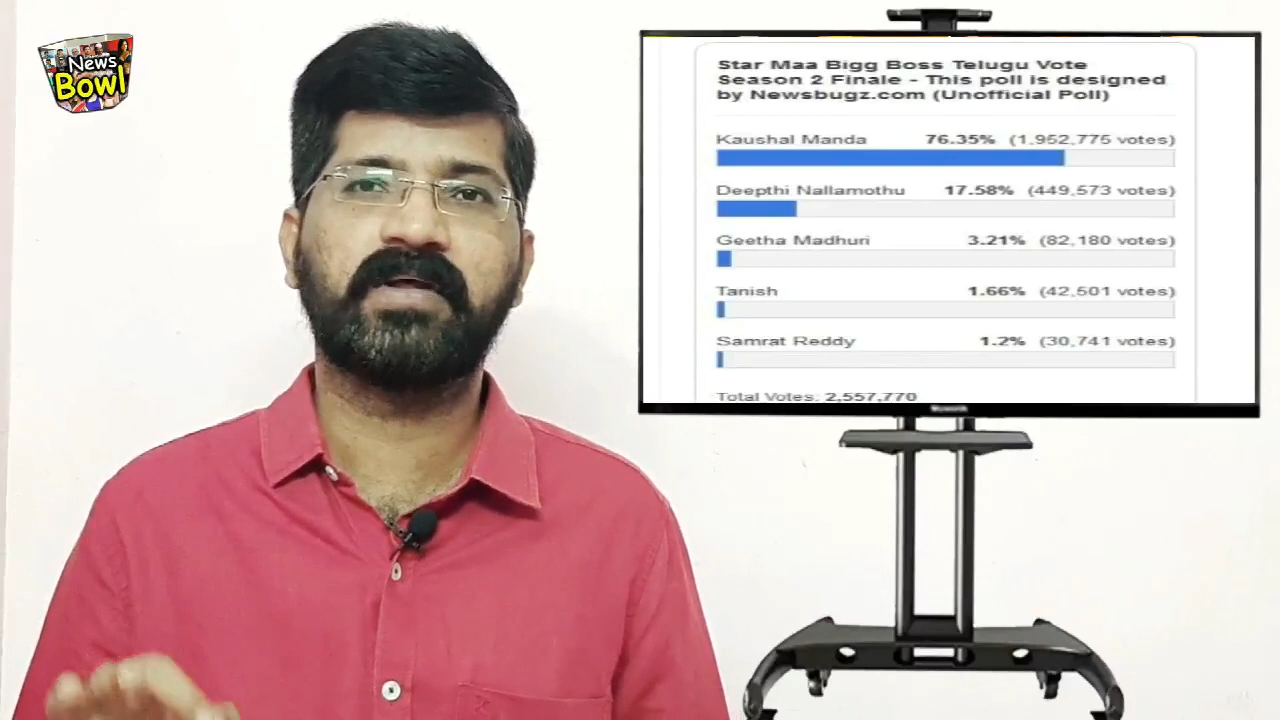 News
Bowl
Star Maa Bigg Boss Telugu Vote
Season 2 Finale - This poll is designed
by Newsbugz.com (Unofficial Poll)
Kaushal Manda 76.35% (1,952,775 votes)
Deepthi Nallamothu 17.58% (449,573 votes)
Geetha Madhuri 3.21% (82,180 votes)
Tanish 1.66% (42,501 votes)
Samrat Reddy 1.2% (30,741 votes)
Total Votes: 2,557,770